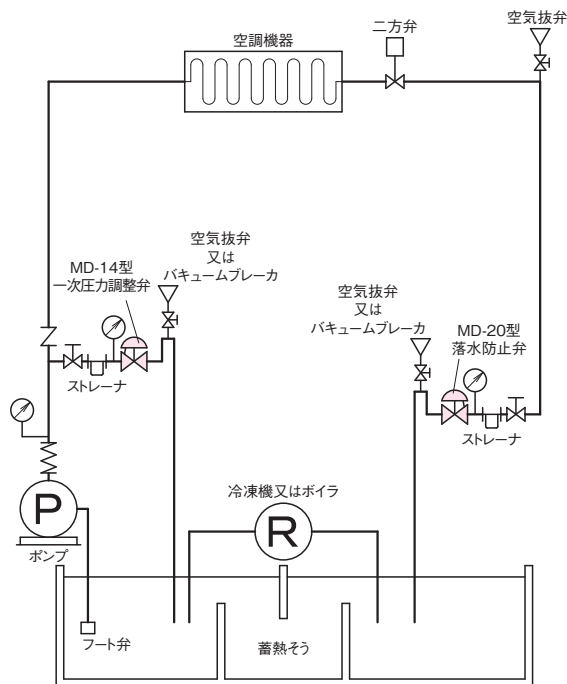 空調機器
二方弁
空気抜弁
空気抜弁
又は
バキュームブレーカ
MD-14型
一次圧力調整弁
ストレーナ
空気抜弁
又は
バキュームブレーカ
MD-20型
落水防止弁
ストレーナ
P
ポンプ
冷凍機又はボイラ
R
フート弁
蓄熱そう